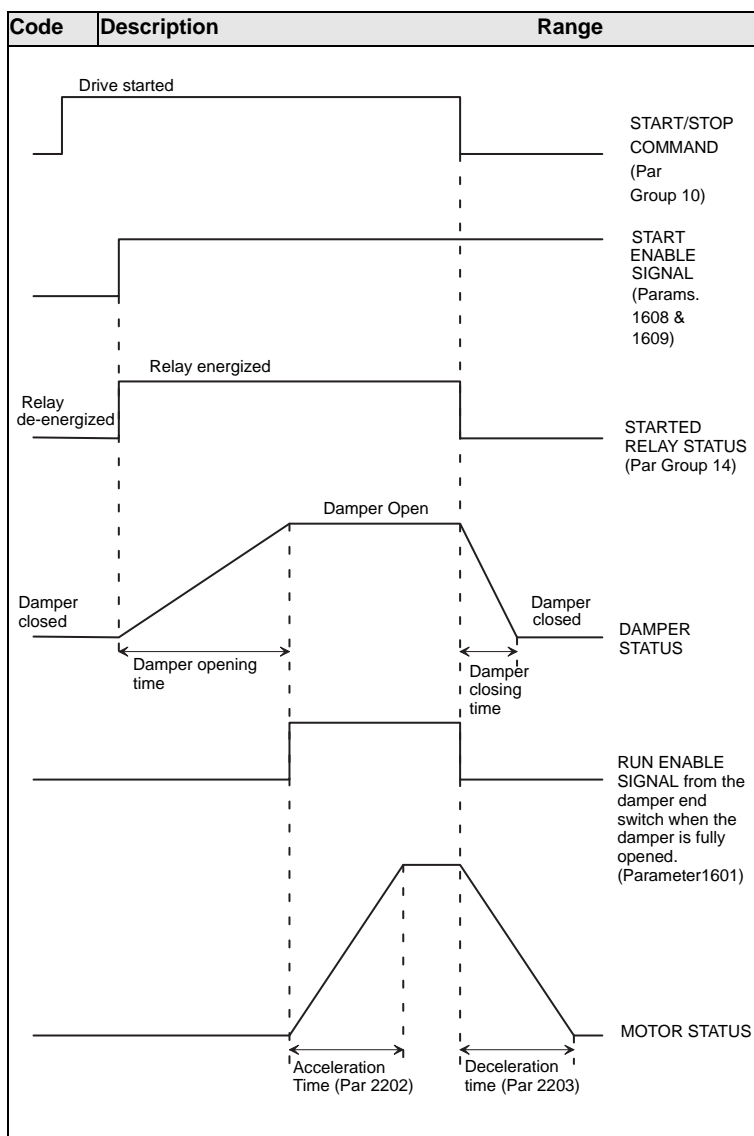 Code Description Range
Drive started
START/STOP
COMMAND
(Par
Group 10)
START
ENABLE
SIGNAL
(Params.
1608 &
1609)
Relay energized
Relay
de-energized
STARTED
RELAY STATUS
(Par Group 14)
Damper Open
Damper
closed
Damper
closed
DAMPER
STATUS
Damper opening
time
Damper
closing
time
RUN ENABLE
SIGNAL from the
damper end
switch when the
damper is fully
opened.
(Parameter1601)
MOTOR STATUS
Acceleration
Time (Par 2202)
Deceleration
time (Par 2203)